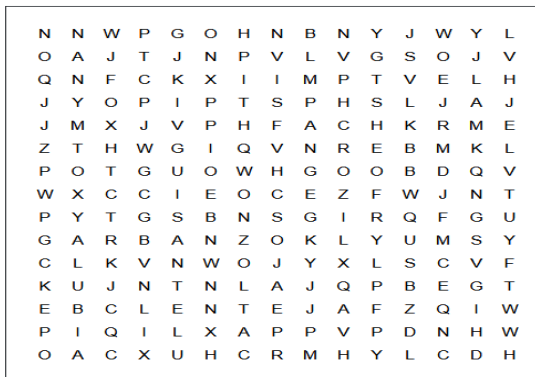 N N W P G O H N B N Y J W Y L
O A J T J N P V L V G S O J V
Q N F C K X I I M P T V E L H
J Y O P I P T S P H S L J A J
J M X J V P H F A C H K R M E
Z T H W G I Q V N R E B M K L
P O T G U O W H G O O B D Q V
W X C C I E O C E Z F W J N T
P Y T G S B N S G I R Q F G U
G A R B A N Z O K L Y U M S Y
C L K V N W O J Y X L S C V F
K U J N T N L A J Q P B E G T
E B C L E N T E J A F Z Q I W
P I Q I L X A P P V P D N H W
O A C X U H C R M H Y L C D H